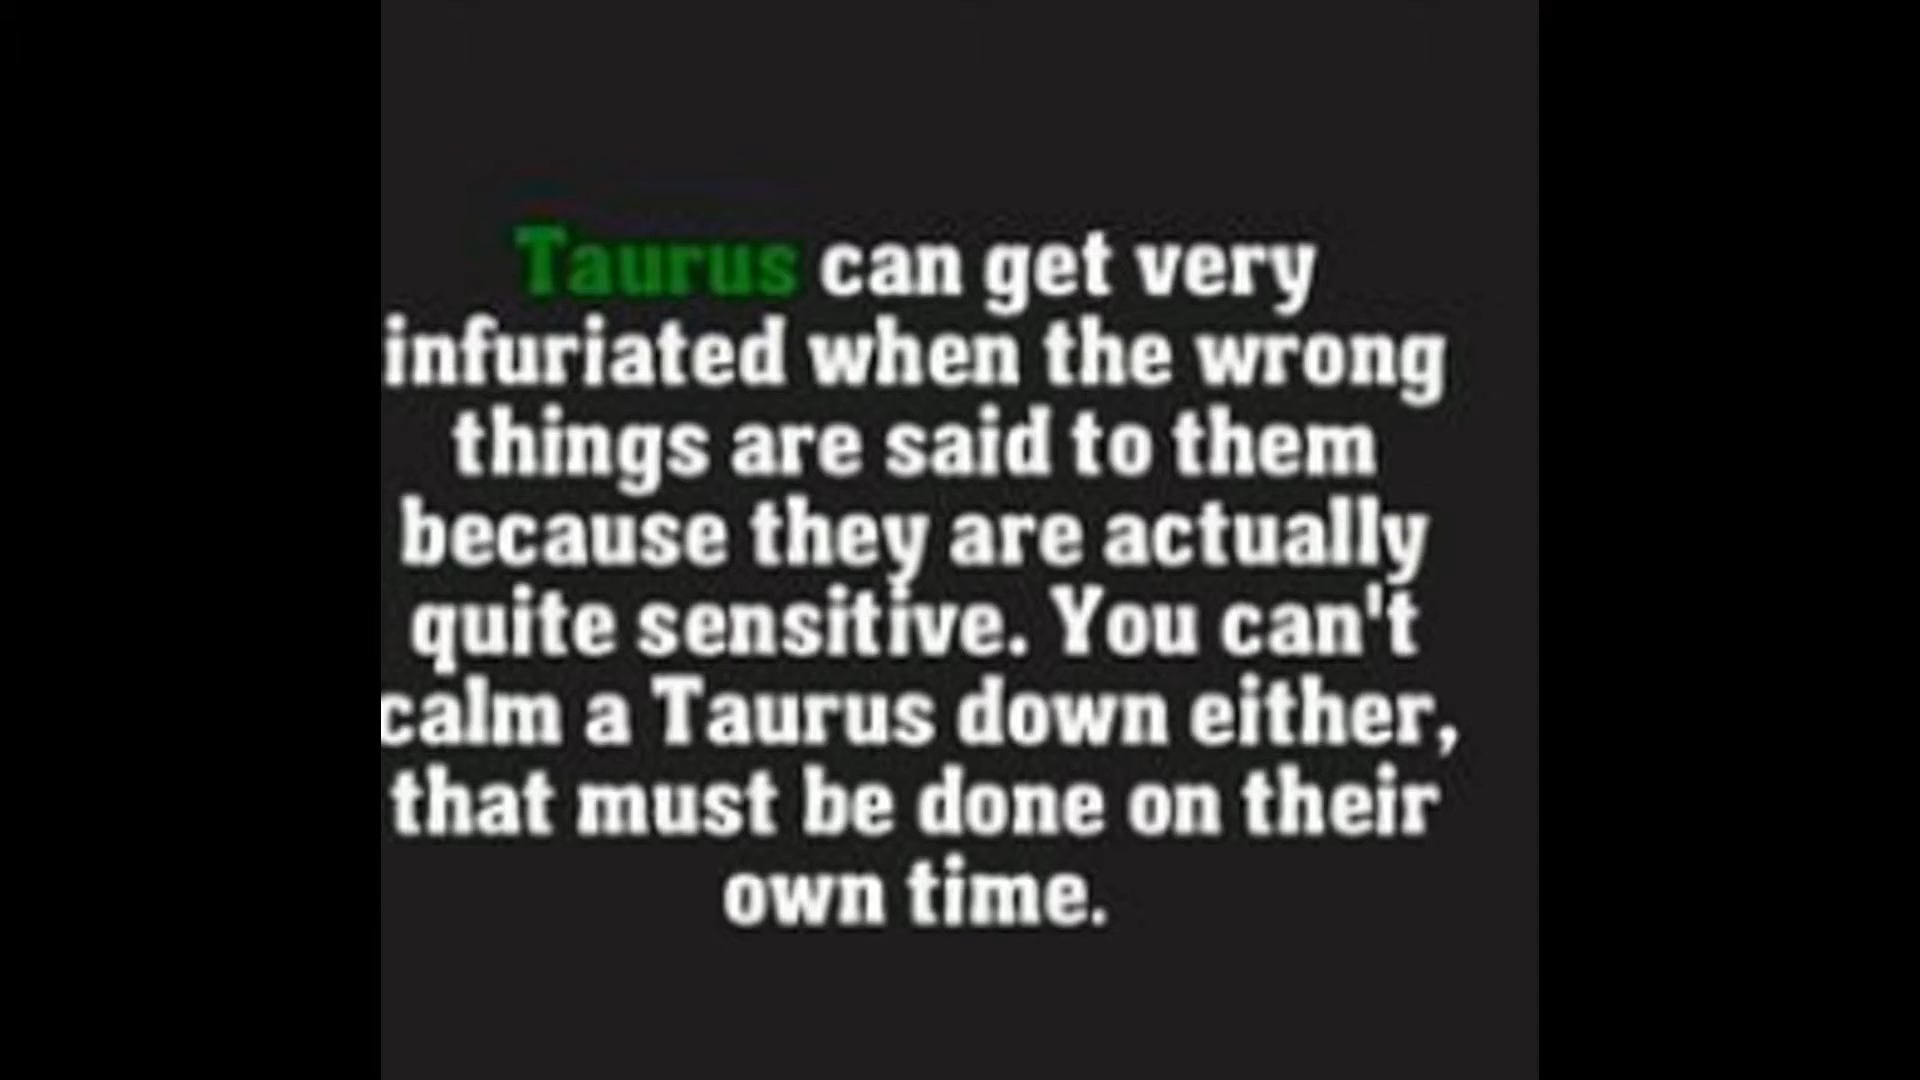 Taurus can get very
infuriated when the wrong
things are said to them
because they are actually
quite sensitive. You can't
calm a Taurus down either,
that must be done on their
own time.